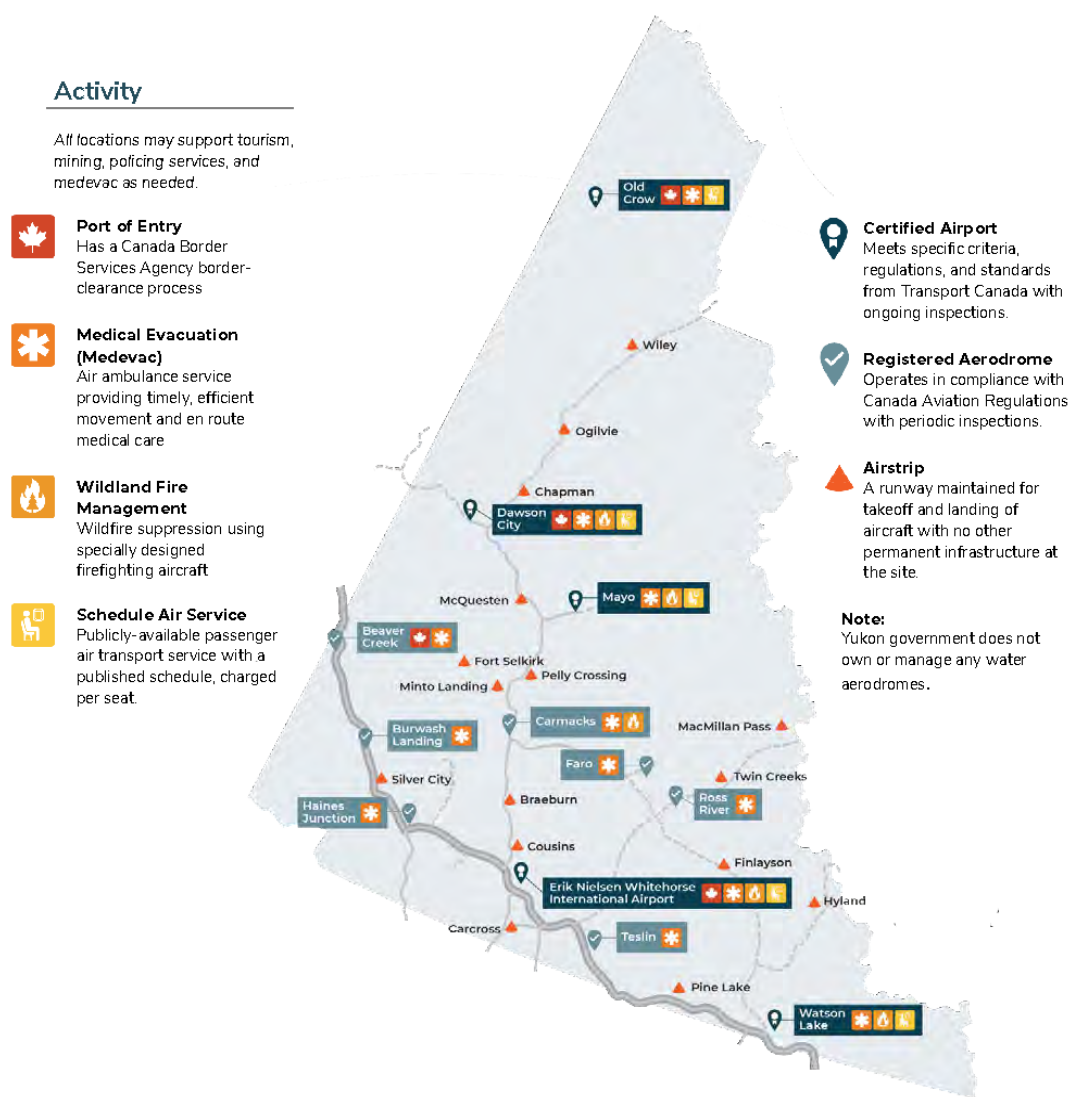 Activity
All locations may support tourism,
mining, policing services, and
medevac as needed.
Port of Entry
Has a Canada Border
Services Agency border-
clearance process
Medical Evacuation
(Medevac)
Air ambulance service
providing timely, efficient
movement and en route
medical care
Wildland Fire
Management
Wildfire suppression using
specially designed
firefighting aircraft
Schedule Air Service
Publicly-available passenger
air transport service with a
published schedule, charged
per seat.
Old
Crow
Wiley
Ogilvie
Chapman
Dawson
City
McQuesten
Mayo
Beaver
Creek
Fort Selkirk
Pelly Crossing
Minto Landing
Carmacks
MacMillan Pass
Burwash
Landing
Faro
Silver City
Twin Creeks
Ross
River
Haines
Junction
Braeburn
Cousins
Finlayson
Erik Nielsen Whitehorse
International Airport
Hyland
Carcross
Teslin
Pine Lake
Watson
Lake
Certified Airport
Meets specific criteria,
regulations, and standards
from Transport Canada with
ongoing inspections.
Registered Aerodrome
Operates in compliance with
Canada Aviation Regulations
with periodic inspections.
Airstrip
A runway maintained for
takeoff and landing of
aircraft with no other
permanent infrastructure at
the site.
Note:
Yukon government does not
own or manage any water
aerodromes.